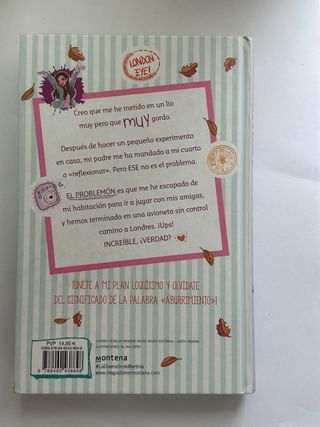 LONDON
EYE!
Creo que me he metido en un lío
muy pero que muy gordo.
Después de hacer un pequeño experimento
en casa, mi padre me ha mandado a mi cuarto
a «reflexionar». Pero ESE no es el problema.
EL PROBLEMÓN es que me he escapado de
mi habitación para ir a jugar con mis amigas,
y hemos terminado en una avioneta sin control
camino a Londres. ¡Ups!
INCREÍBLE, ¿VERDAD?
¡ÚNETE A MI PLAN LOQUÍSIMO Y OLVÍDATE
DEL SIGNIFICADO DE LA PALABRA «ABURRIMIENTO»!
PVP 14,95 €
montena
#LaDiversiondeMartina
www.megustaleermontena.com